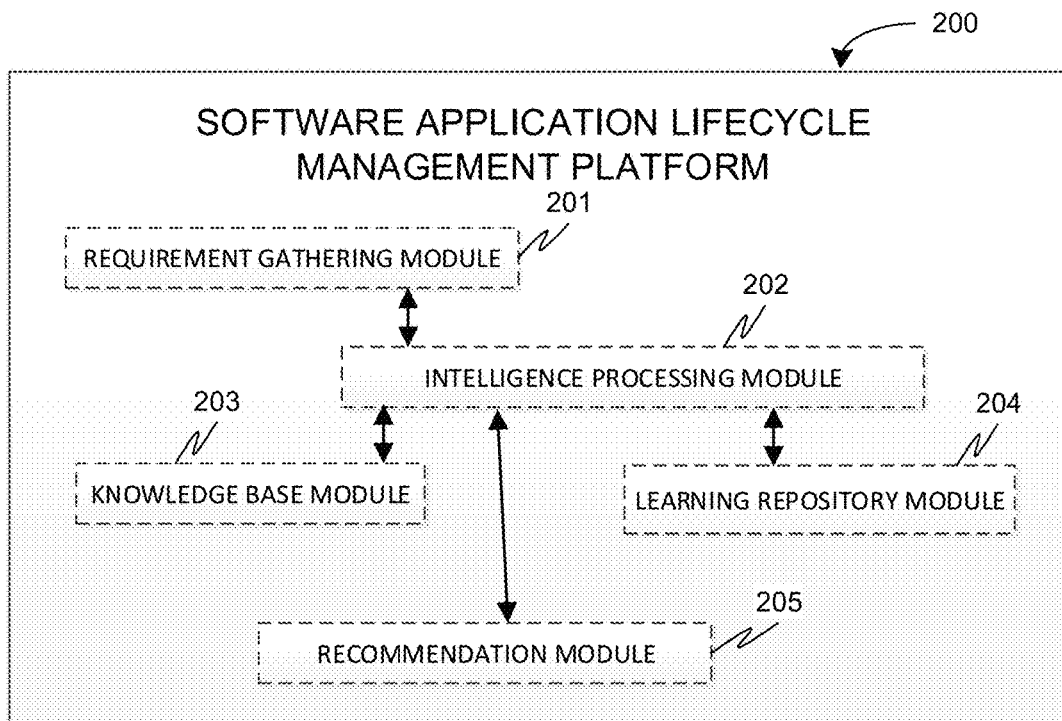 200
SOFTWARE APPLICATION LIFECYCLE
MANAGEMENT PLATFORM
201
REQUIREMENT GATHERING MODULE
202
INTELLIGENCE PROCESSING MODULE
203
204
KNOWLEDGE BASE MODULE
LEARNING REPOSITORY MODULE
205
RECOMMENDATION MODULE